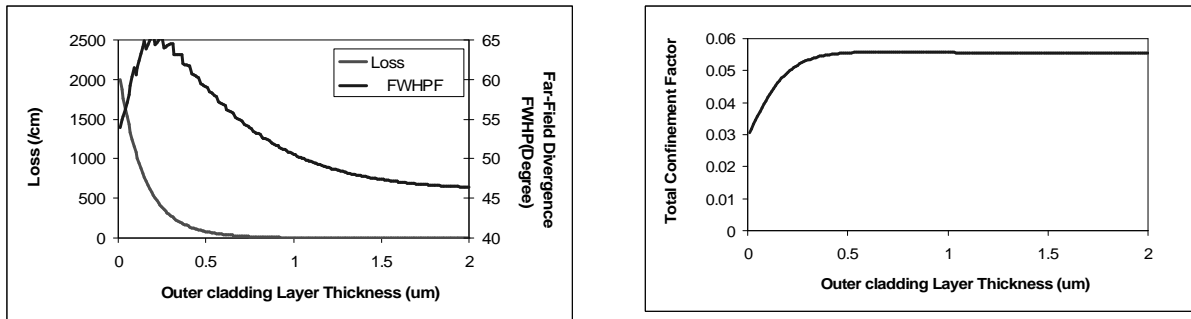 2500
2000
1500
1000
500
0
Loss (/cm)
Loss
FWHPF
65
60
55
50
45
40
Far-Field Divergence
FWHP(Degree)
0 0.5 1 1.5 2
Outer cladding Layer Thickness (um)
0.06
0.05
0.04
0.03
0.02
0.01
0
Total Confinement Factor
0 0.5 1 1.5 2
Outer cladding Layer Thickness (um)